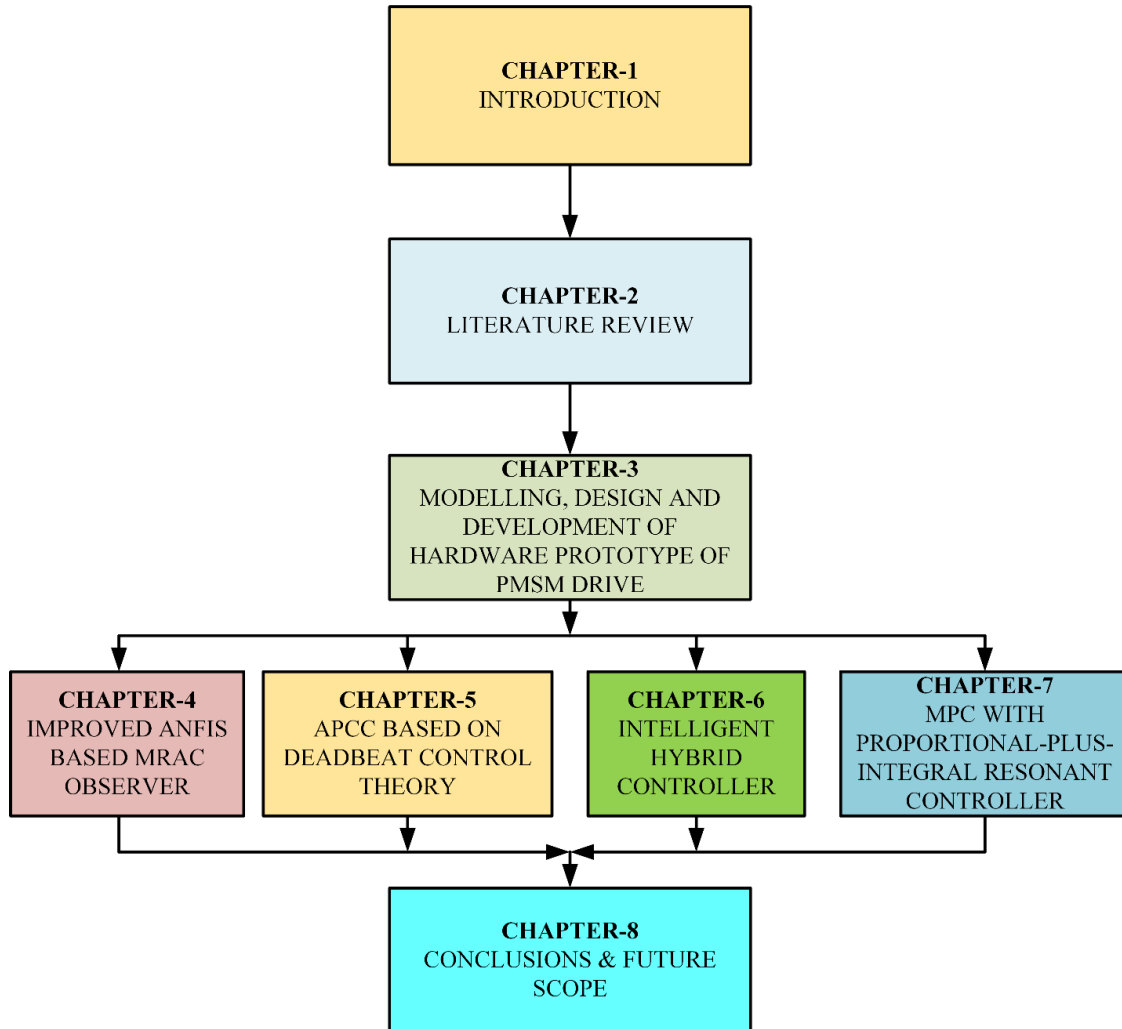 CHAPTER-1
INTRODUCTION
CHAPTER-2
LITERATURE REVIEW
CHAPTER-3
MODELLING, DESIGN AND
DEVELOPMENT OF
HARDWARE PROTOTYPE OF
PMSM DRIVE
CHAPTER-4
IMPROVED ANFIS
BASED MRAC
OBSERVER
CHAPTER-5
APCC BASED ON
DEADBEAT CONTROL
THEORY
CHAPTER-6
INTELLIGENT
HYBRID
CONTROLLER
CHAPTER-7
MPC WITH
PROPORTIONAL-PLUS-
INTEGRAL RESONANT
CONTROLLER
CHAPTER-8
CONCLUSIONS & FUTURE
SCOPE